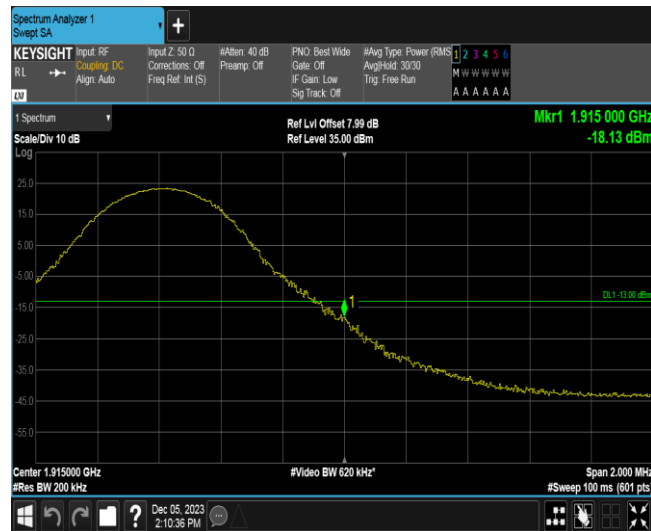 Spectrum Analyzer 1
Swept SA
+
KEYSIGHT
RL
LXI
Input: RF
Coupling: DC
Align: Auto
Input Z: 50 Ω
Corrections: Off
Freq Ref: Int (S)
#Atten: 40 dB
Preamp: Off
PNO: Best Wide
Gate: Off
IF Gain: Low
Sig Track: Off
#Avg Type: Power (RMS
Avg|Hold: 30/30
Trig: Free Run
1 2 3 4 5 6
M W W W W W
A A A A A A
1 Spectrum
Scale/Div 10 dB
Log
Ref Lvl Offset 7.99 dB
Ref Level 35.00 dBm
Mkr1 1.915 000 GHz
-18.13 dBm
25.0
15.0
5.00
-5.00
DL1 -13.00 dBm
1
-15.0
-25.0
-35.0
-45.0
-55.0
Center 1.915000 GHz
#Res BW 200 kHz
#Video BW 620 kHz*
Span 2.000 MHz
#Sweep 100 ms (601 pts)
?
Dec 05, 2023
2:10:36 PM